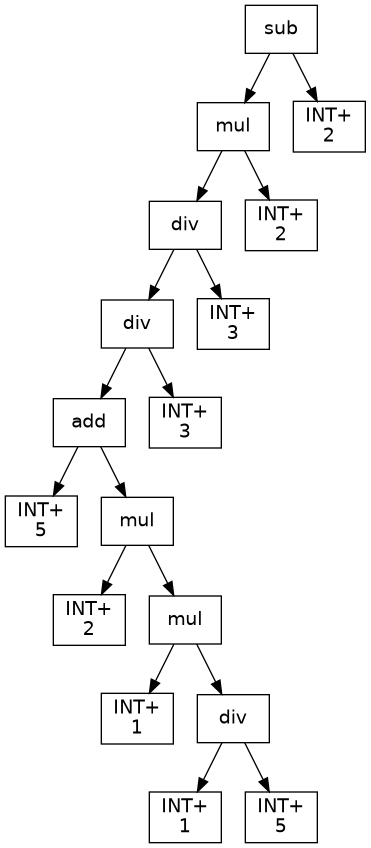 sub
mul
INT+
2
div
INT+
2
div
INT+
3
add
INT+
3
INT+
5
mul
INT+
2
mul
INT+
1
div
INT+
1
INT+
5